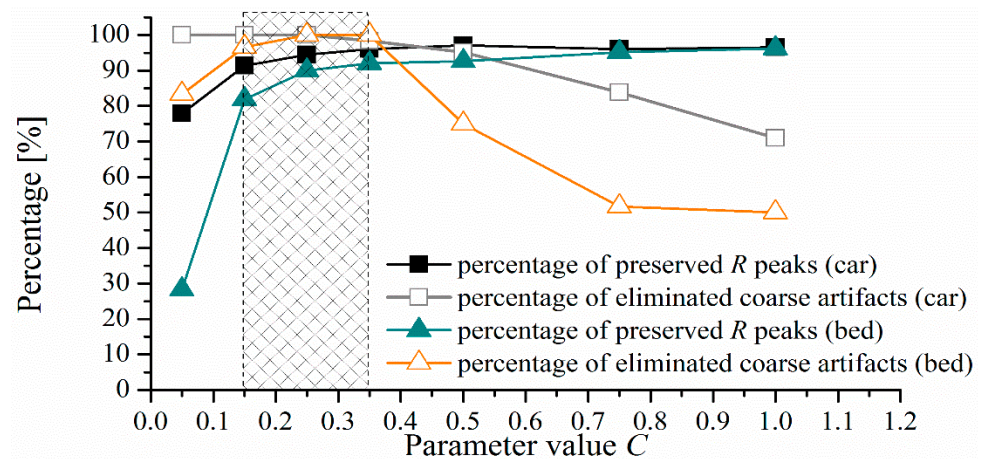 Percentage [%]
100
90
80
70
60
50
40
30
20
10
0
percentage of preserved R peaks (car)
percentage of eliminated coarse artifacts (car)
percentage of preserved R peaks (bed)
percentage of eliminated coarse artifacts (bed)
0.0 0.1 0.2 0.3 0.4 0.5 0.6 0.7 0.8 0.9 1.0 1.1 1.2
Parameter value C